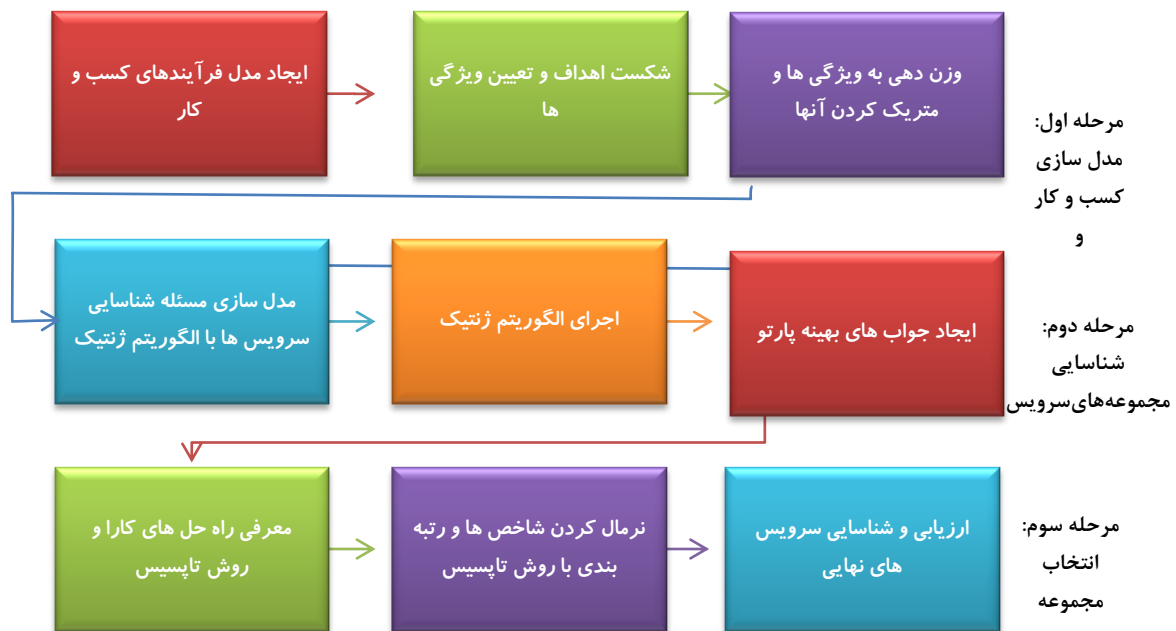 ایجاد مدل فرآیندهای کسب و
کار
شکست اهداف و تعیین ویژگی
ها
وزن دهی به ویژگی ها و
متریک کردن آنها
مرحله اول:
مدل سازی
کسب و کار
و
مدل سازی مسئله شناسایی
سرویس ها با الگوریتم ژنتیک
اجرای الگوریتم ژنتیک
ایجاد جواب های بهینه پارتو
مرحله دوم:
شناسایی
مجموعه‌های‌سرویس
معرفی راه حل های کارا و
روش تاپسیس
نرمال کردن شاخص ها و رتبه
بندی با روش تاپسیس
ارزیابی و شناسایی سرویس
های نهایی
مرحله سوم:
انتخاب
مجموعه